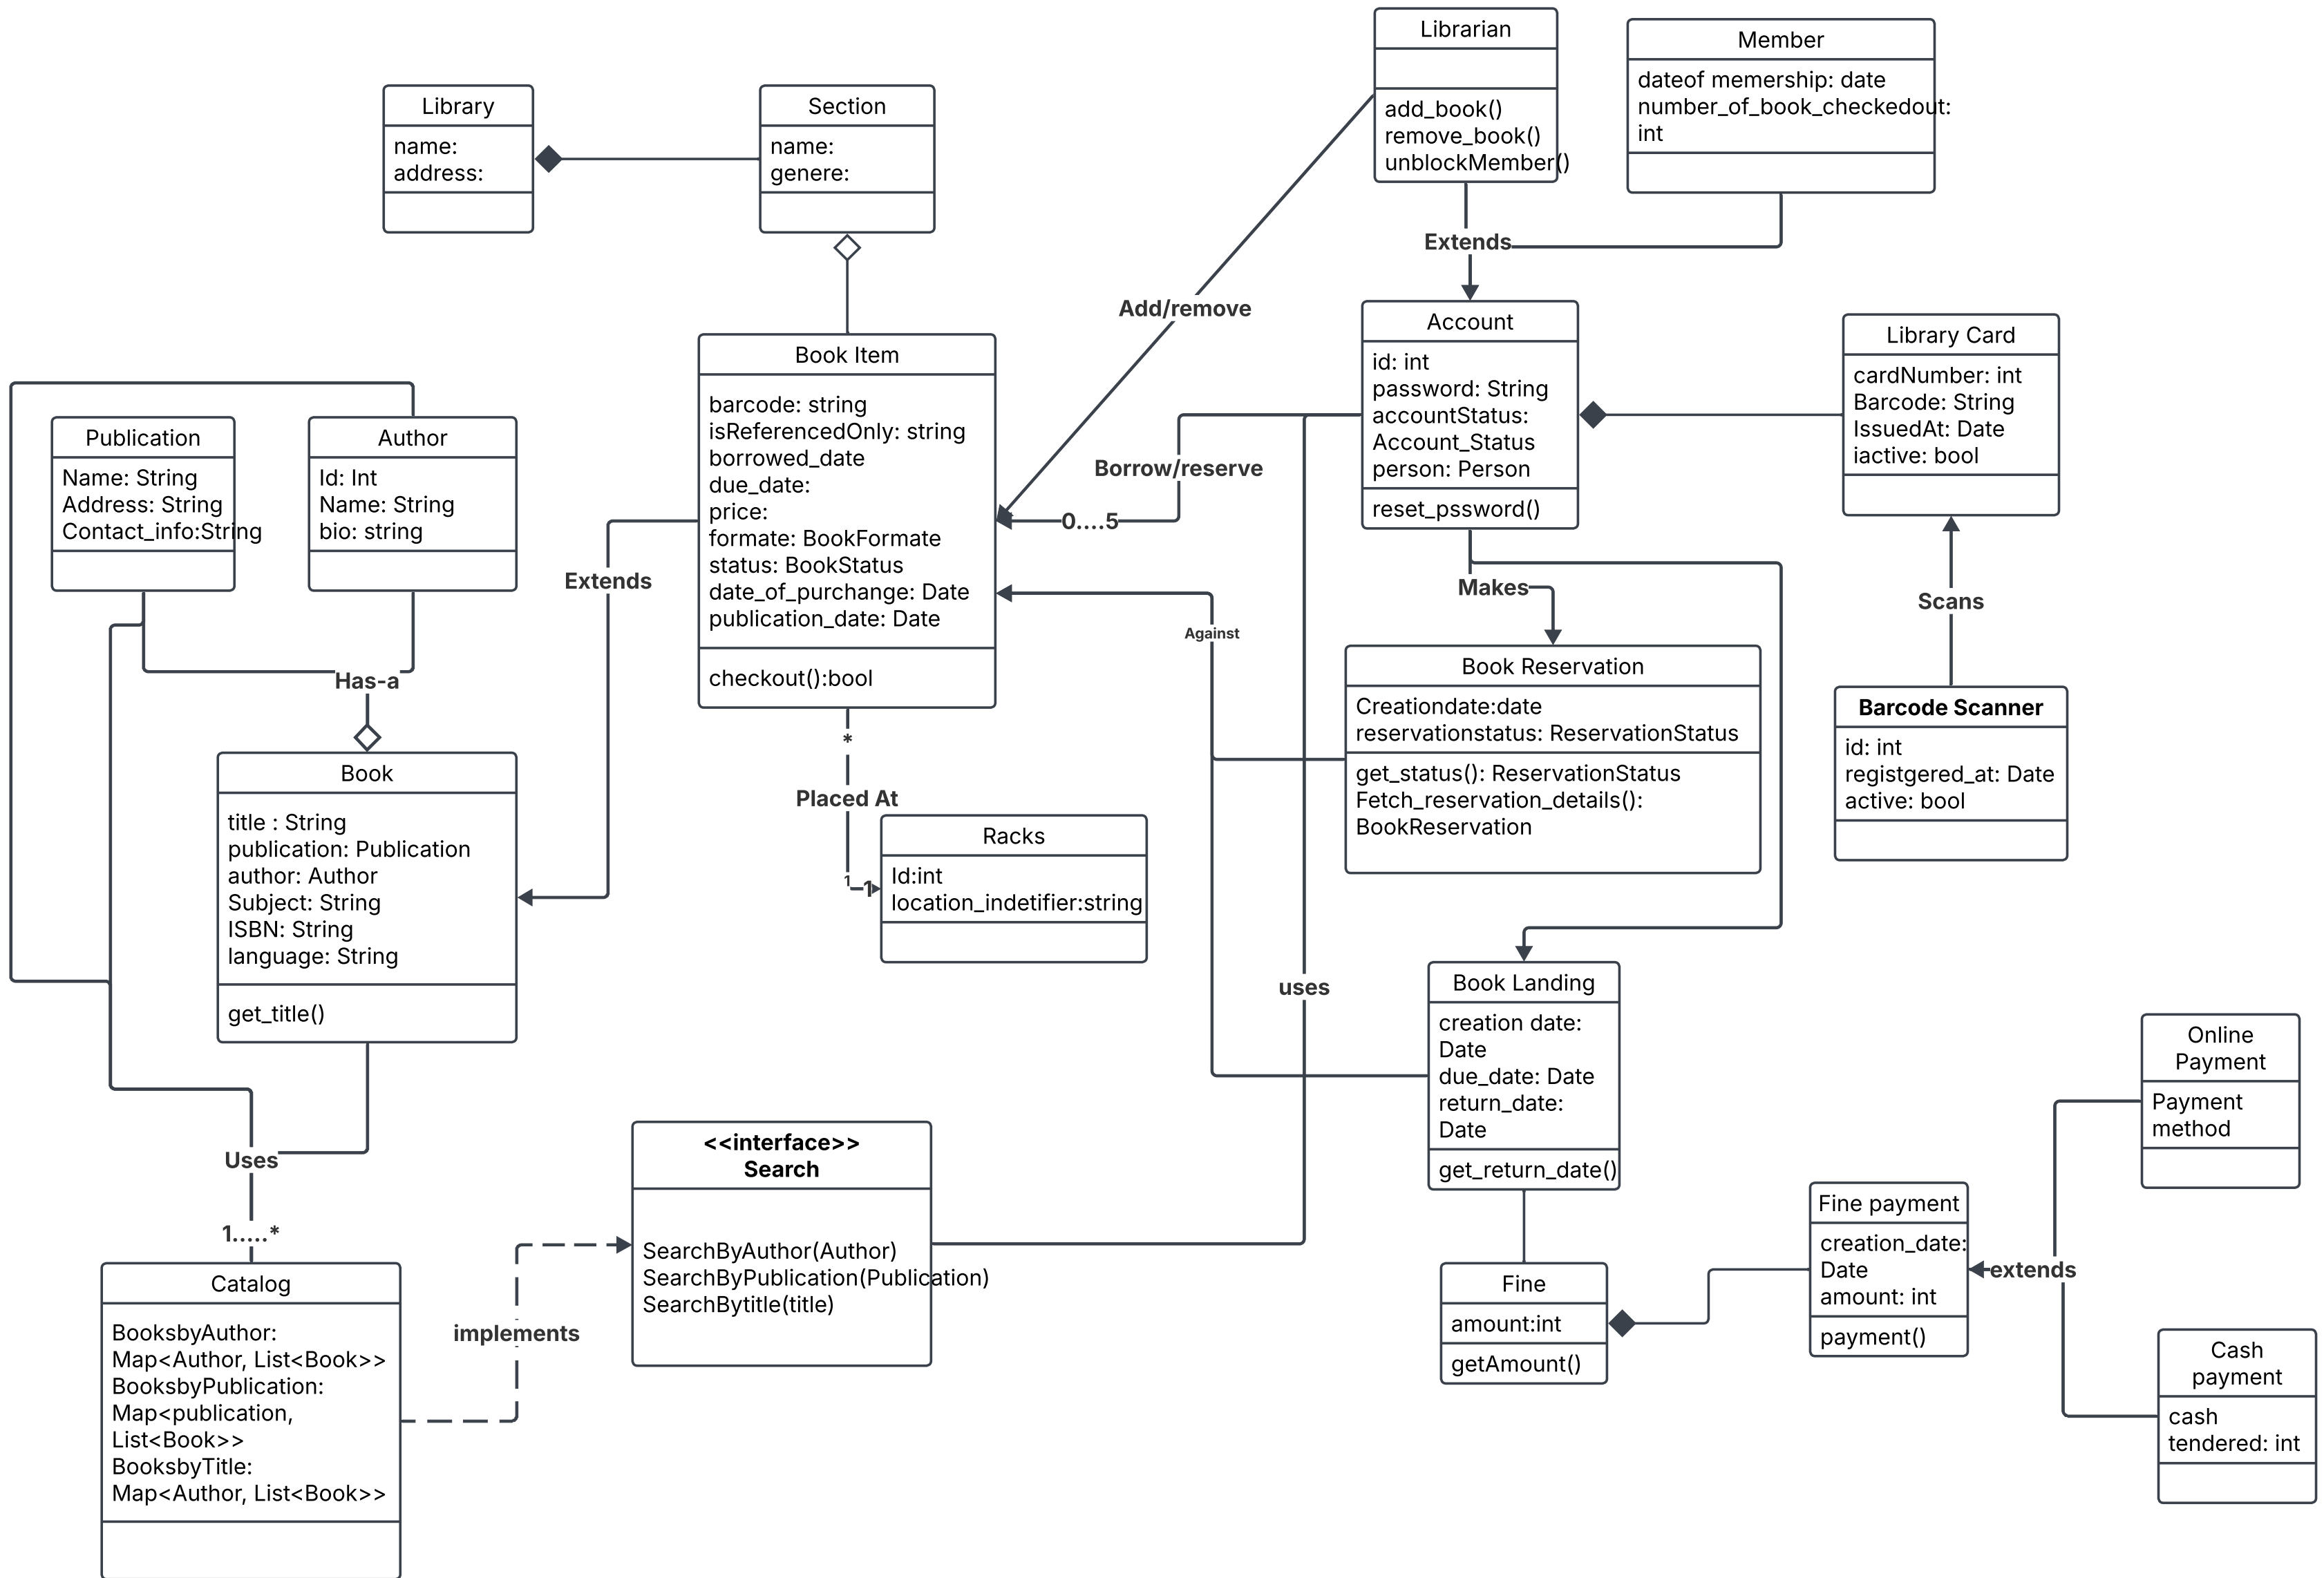 Librarian
add_book()
remove_book()
unblockMember()
Member
dateof memership: date
number_of_book_checkedout:
int
Library
name:
address:
Section
name:
genere:
Extends
Add/remove
Account
id: int
password: String
accountStatus:
Account_Status
person: Person
reset_pssword()
Library Card
cardNumber: int
Barcode: String
IssuedAt: Date
iactive: bool
Book Item
barcode: string
isReferencedOnly: string
borrowed_date
due_date:
price:
formate: BookFormate
status: BookStatus
date_of_purchange: Date
publication_date: Date
checkout():bool
Publication
Name: String
Address: String
Contact_info:String
Author
Id: Int
Name: String
bio: string
Borrow/reserve
0....5
Extends
Makes
Scans
Against
Has-a
Book Reservation
Creationdate:date
reservationstatus: ReservationStatus
get_status(): ReservationStatus
Fetch_reservation_details():
BookReservation
Barcode Scanner
id: int
registgered_at: Date
active: bool
Book
title : String
publication: Publication
author: Author
Subject: String
ISBN: String
language: String
get_title()
*
Placed At
1
1
Racks
Id:int
location_indetifier:string
uses
Book Landing
creation date:
Date
due_date: Date
return_date:
Date
get_return_date()
Online
Payment
Payment
method
Uses
1.....*
<<interface>>
Search
SearchByAuthor(Author)
SearchByPublication(Publication)
SearchBytitle(title)
Fine payment
creation_date:
Date
amount: int
payment()
extends
Fine
amount:int
getAmount()
Catalog
BooksbyAuthor:
Map<Author, List<Book>>
BooksbyPublication:
Map<publication,
List<Book>>
BooksbyTitle:
Map<Author, List<Book>>
implements
Cash
payment
cash
tendered: int